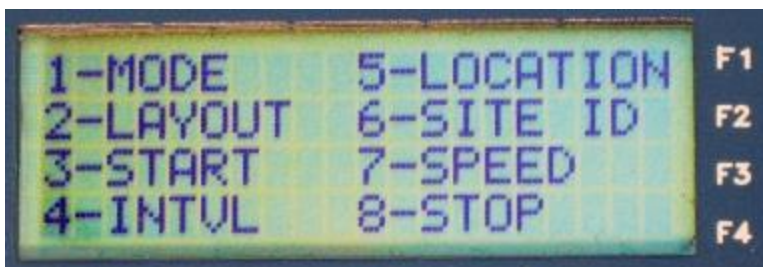 1-MODE 5-LOCATION F1
2-LAYOUT 6-SITE ID F2
3-START 7-SPEED F3
4-INTVL 8-STOP F4